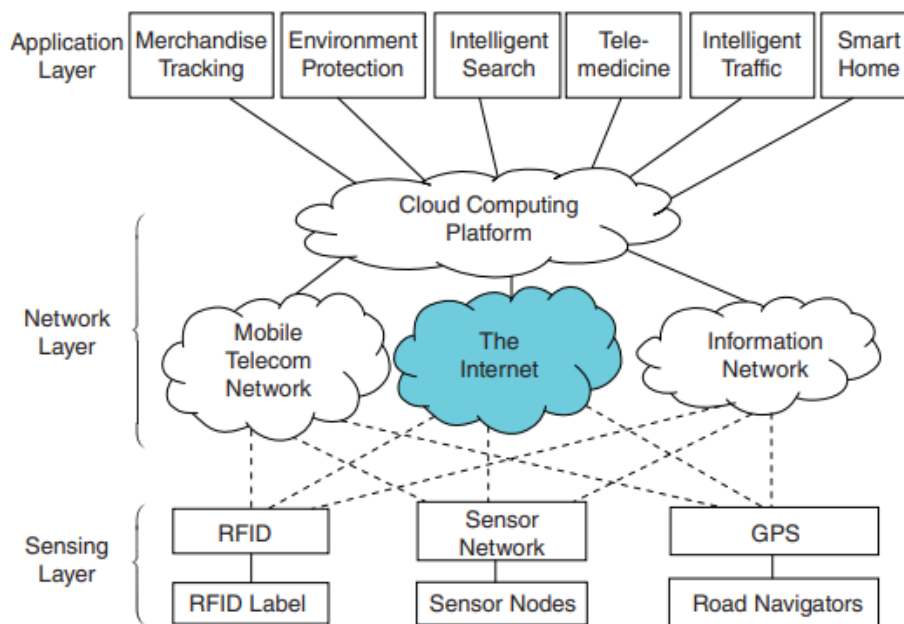 Application
Layer
Merchandise
Tracking
Environment
Protection
Intelligent
Search
Tele-
medicine
Intelligent
Traffic
Smart
Home
Cloud Computing
Platform
Network
Layer
Mobile
Telecom
Network
The
Internet
Information
Network
Sensing
Layer
RFID
Sensor
Network
GPS
RFID Label
Sensor Nodes
Road Navigators